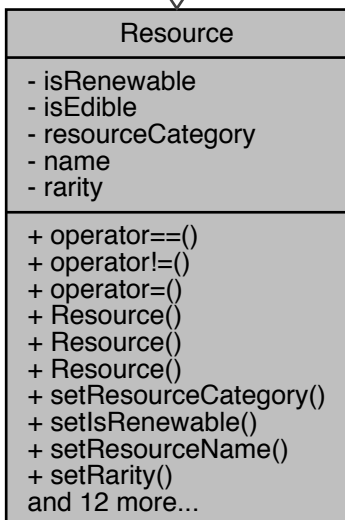 Resource
- isRenewable
- isEdible
- resourceCategory
- name
- rarity
+ operator==()
+ operator!=()
+ operator=()
+ Resource()
+ Resource()
+ Resource()
+ setResourceCategory()
+ setIsRenewable()
+ setResourceName()
+ setRarity()
and 12 more...